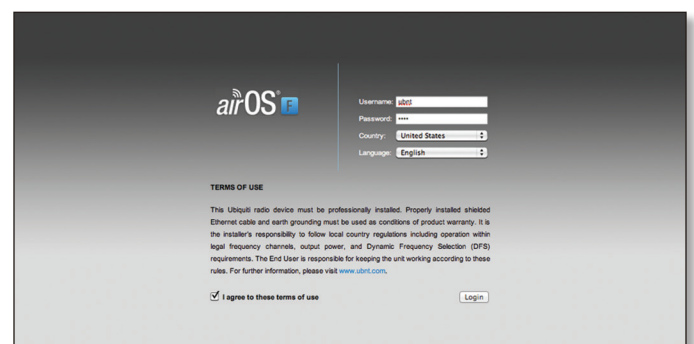 airOS® F
Username: ubnt
Password: ••••
Country: United States
Language: English
TERMS OF USE
This Ubiquiti radio device must be professionally installed. Properly installed shielded
Ethernet cable and earth grounding must be used as conditions of product warranty. It is
the installer's responsibility to follow local country regulations including operation within
legal frequency channels, output power, and Dynamic Frequency Selection (DFS)
requirements. The End User is responsible for keeping the unit working according to these
rules. For further information, please visit www.ubnt.com.
I agree to these terms of use
Login